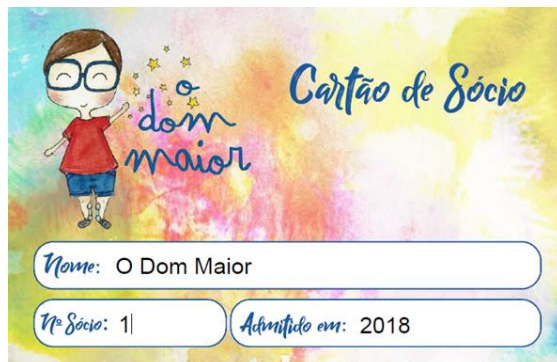 o
dom
maior
Cartão de Sócio
Nome: O Dom Maior
Nº Sócio: 1
Admitido em: 2018